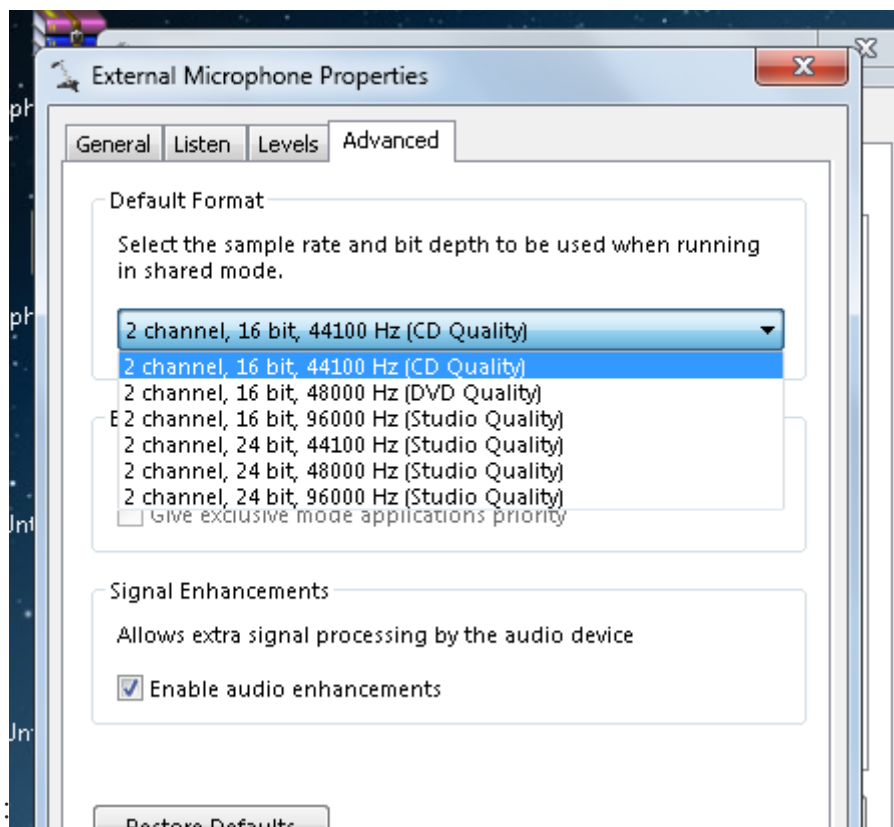 External Microphone Properties
General Listen Levels Advanced
Default Format
Select the sample rate and bit depth to be used when running
in shared mode.
2 channel, 16 bit, 44100 Hz (CD Quality)
2 channel, 16 bit, 44100 Hz (CD Quality)
2 channel, 16 bit, 48000 Hz (DVD Quality)
2 channel, 16 bit, 96000 Hz (Studio Quality)
2 channel, 24 bit, 44100 Hz (Studio Quality)
2 channel, 24 bit, 48000 Hz (Studio Quality)
2 channel, 24 bit, 96000 Hz (Studio Quality)
Give exclusive mode applications priority
Signal Enhancements
Allows extra signal processing by the audio device
Enable audio enhancements
Restore Defaults